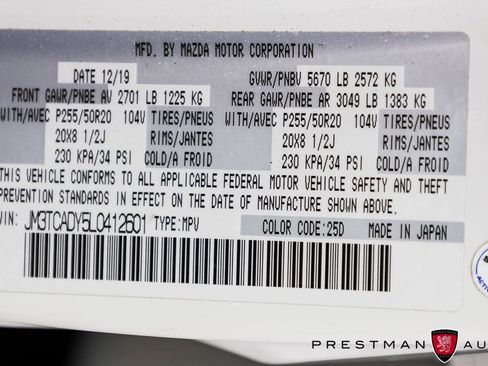 MFD. BY MAZDA MOTOR CORPORATION
DATE 12/19 GVWR/PNBV 5670 LB 2572 KG
FRONT GAWR/PNBE AV 2701 LB 1225 KG REAR GAWR/PNBE AR 3049 LB 1383 KG
WITH/AVEC P255/50R20 104V TIRES/PNEUS WITH/AVEC P255/50R20 104V TIRES/PNEUS
20X8 1/2J RIMS/JANTES 20X8 1/2J RIMS/JANTES
230 KPA/34 PSI COLD/A FROID 230 KPA/34 PSI COLD/A FROID
THIS VEHICLE CONFORMS TO ALL APPLICABLE FEDERAL MOTOR VEHICLE SAFETY AND THEFT
PREVENTION STANDARDS IN EFFECT ON THE DATE OF MANUFACTURE SHOWN ABOVE.
VIN: JM3TCADY5L0412601 TYPE:MPV COLOR CODE:25D MADE IN JAPAN
PRESTMAN AU